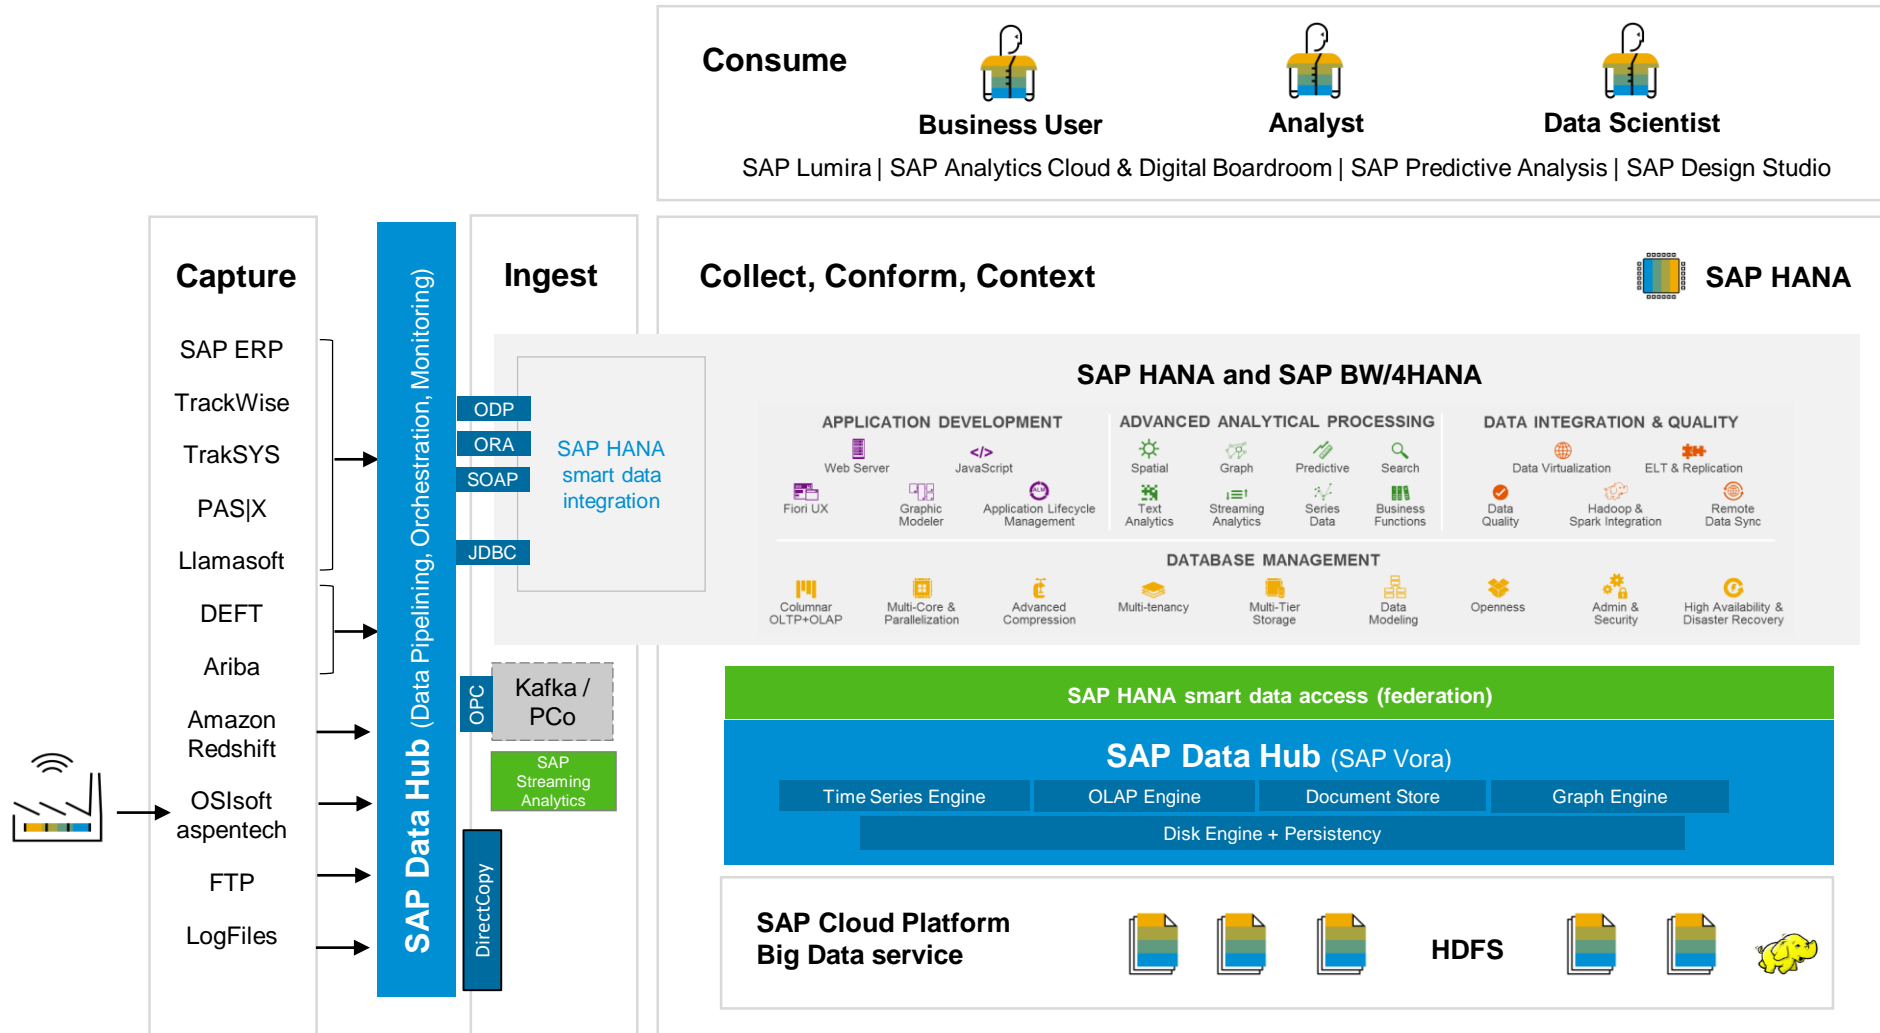 Consume
Business User
Analyst
Data Scientist
SAP Lumira | SAP Analytics Cloud & Digital Boardroom | SAP Predictive Analysis | SAP Design Studio
Capture
SAP ERP
TrackWise
TrakSYS
PAS|X
Llamasoft
DEFT
Ariba
Amazon
Redshift
OSIsoft
aspentech
FTP
LogFiles
SAP Data Hub (Data Pipelining, Orchestration, Monitoring)
Ingest
ODP
ORA
SOAP
JDBC
SAP HANA
smart data
integration
OPC
Kafka /
PCo
SAP
Streaming
Analytics
DirectCopy
Collect, Conform, Context
SAP HANA
SAP HANA and SAP BW/4HANA
APPLICATION DEVELOPMENT
Web Server
</>
JavaScript
Fiori UX
Graphic
Modeler
ALM
Application Lifecycle
Management
ADVANCED ANALYTICAL PROCESSING
Spatial
Graph
Predictive
Search
Text
Analytics
Streaming
Analytics
Series
Data
Business
Functions
DATA INTEGRATION & QUALITY
Data Virtualization
ELT & Replication
Data
Quality
Hadoop &
Spark Integration
Remote
Data Sync
DATABASE MANAGEMENT
Columnar
OLTP+OLAP
Multi-Core &
Parallelization
Advanced
Compression
Multi-tenancy
Multi-Tier
Storage
Data
Modeling
Openness
Admin &
Security
High Availability &
Disaster Recovery
SAP HANA smart data access (federation)
SAP Data Hub (SAP Vora)
Time Series Engine
OLAP Engine
Document Store
Graph Engine
Disk Engine + Persistency
SAP Cloud Platform
Big Data service
HDFS